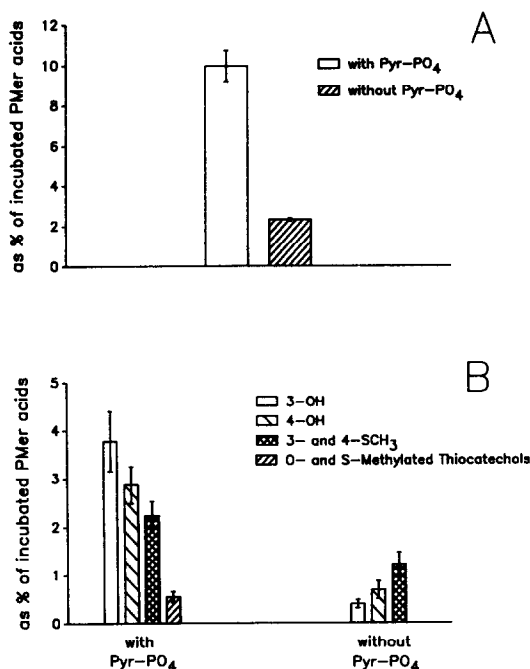 A
with Pyr-PO4
without Pyr-PO4
as % of incubated PMer acids
12
10
8
6
4
2
0
B
3-OH
4-OH
3- and 4-SCH3
O- and S-Methylated Thiocatechols
as % of incubated PMer acids
5
4
3
2
1
0
with
Pyr-PO4
without
Pyr-PO4